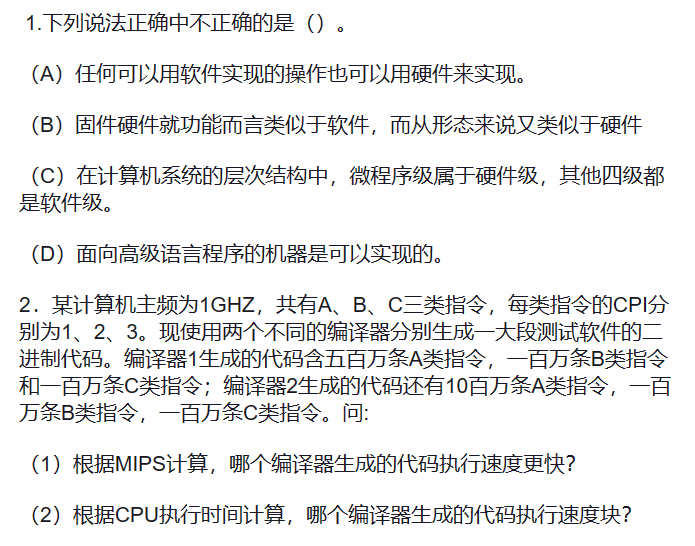 1.下列说法正确中不正确的是（）。
（A）任何可以用软件实现的操作也可以用硬件来实现。
（B）固件硬件就功能而言类似于软件，而从形态来说又类似于硬件
（C）在计算机系统的层次结构中，微程序级属于硬件级，其他四级都
是软件级。
（D）面向高级语言程序的机器是可以实现的。
2．某计算机主频为1GHZ，共有A、B、C三类指令，每类指令的CPI分
别为1、2、3。现使用两个不同的编译器分别生成一大段测试软件的二
进制代码。编译器1生成的代码含五百万条A类指令，一百万条B类指令
和一百万条C类指令；编译器2生成的代码还有10百万条A类指令，一百
万条B类指令，一百万条C类指令。问:
（1）根据MIPS计算，哪个编译器生成的代码执行速度更快？
（2）根据CPU执行时间计算，哪个编译器生成的代码执行速度块？